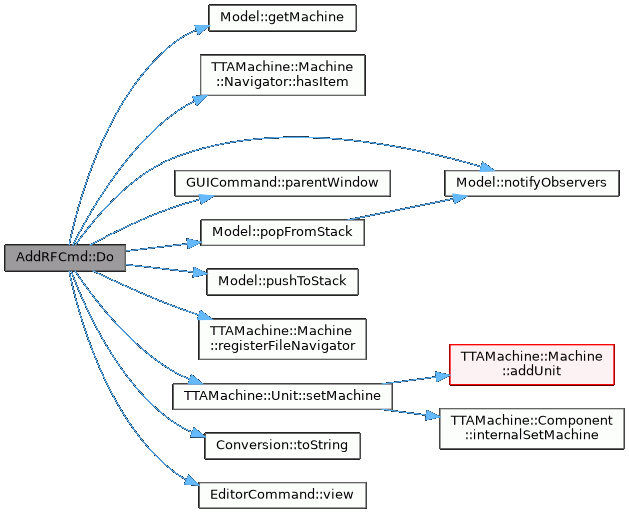 Model::getMachine
TTAMachine::Machine
::Navigator::hasItem
GUICommand::parentWindow
Model::notifyObservers
Model::popFromStack
AddRFCmd::Do
Model::pushToStack
TTAMachine::Machine
::registerFileNavigator
TTAMachine::Machine
::addUnit
TTAMachine::Unit::setMachine
TTAMachine::Component
::internalSetMachine
Conversion::toString
EditorCommand::view